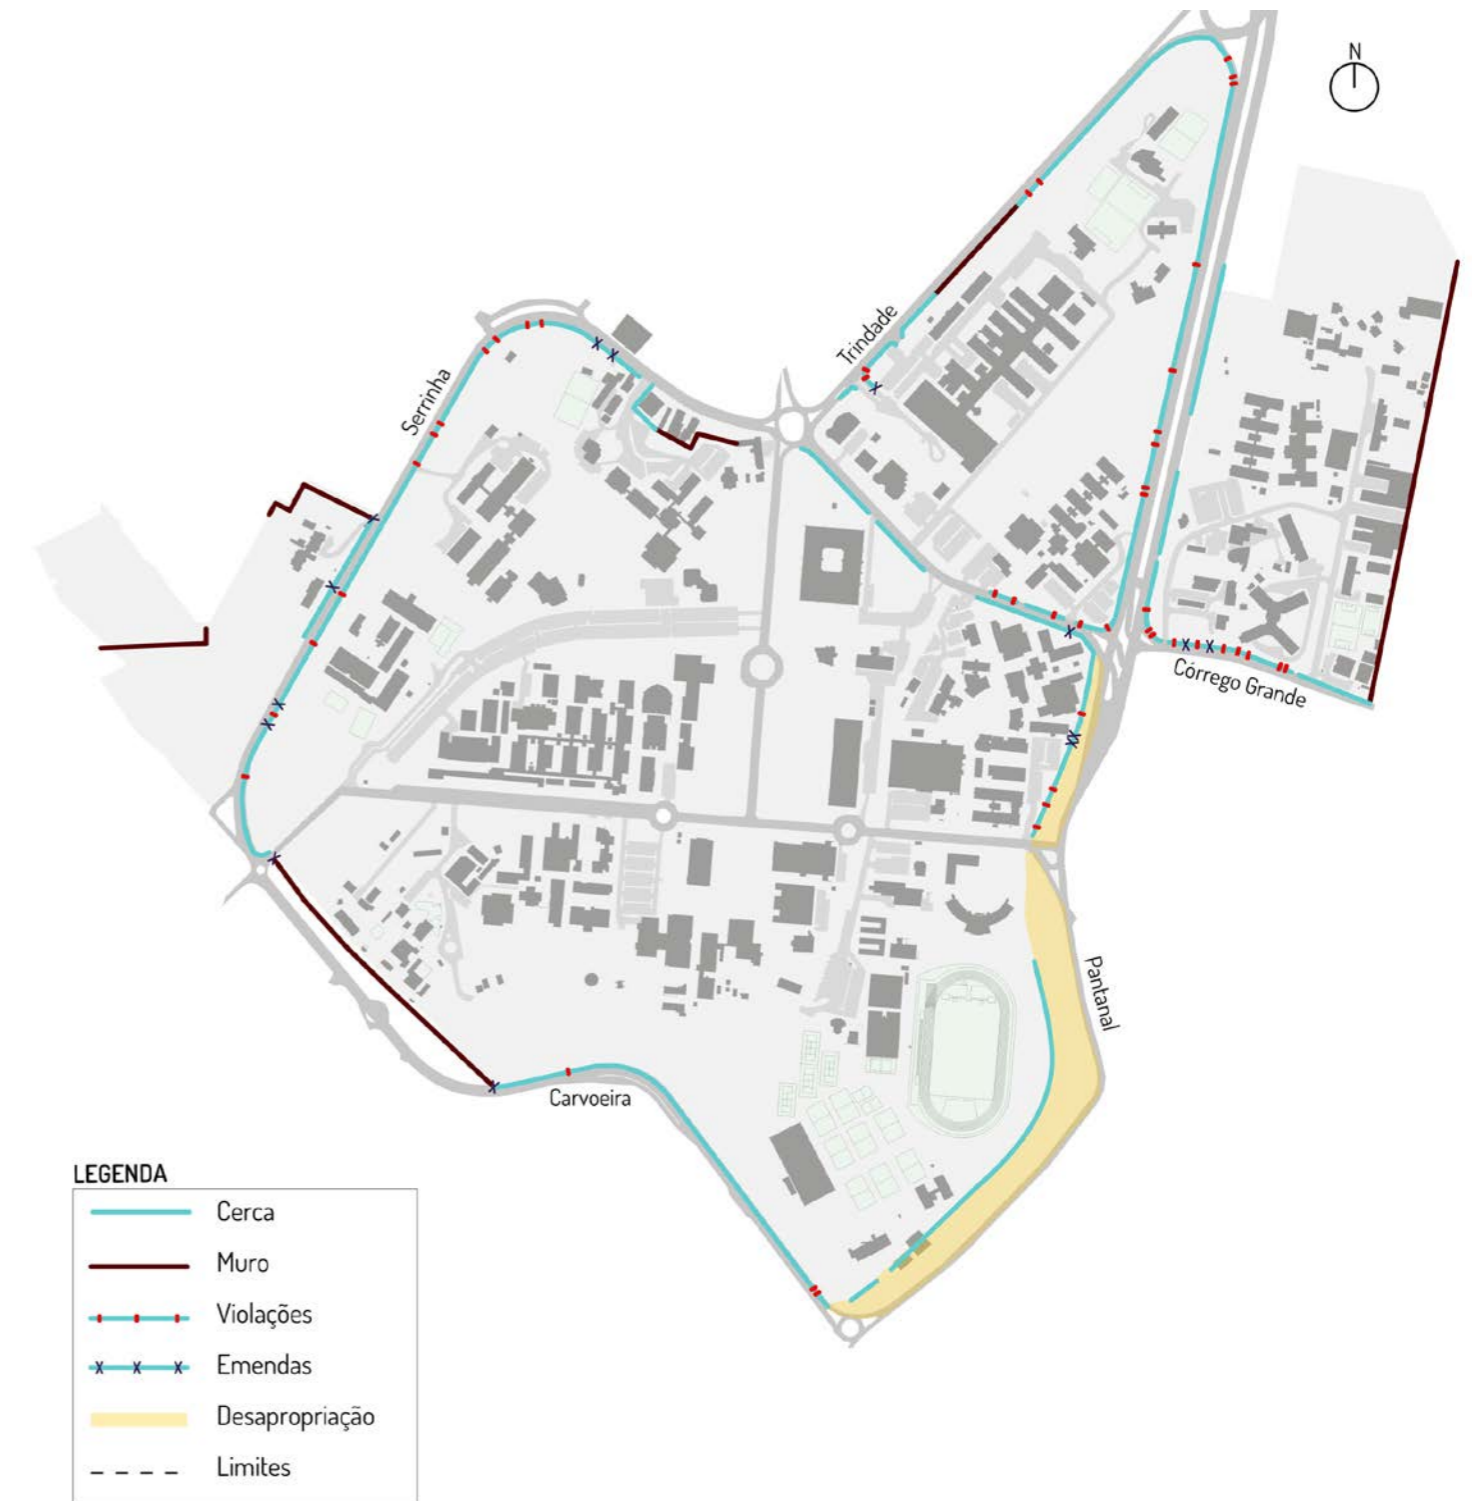 N
Trindade
Serrinha
Córrego Grande
Pantanal
Carvoeira
LEGENDA
Cerca
Muro
Violações
Emendas
Desapropriação
Limites